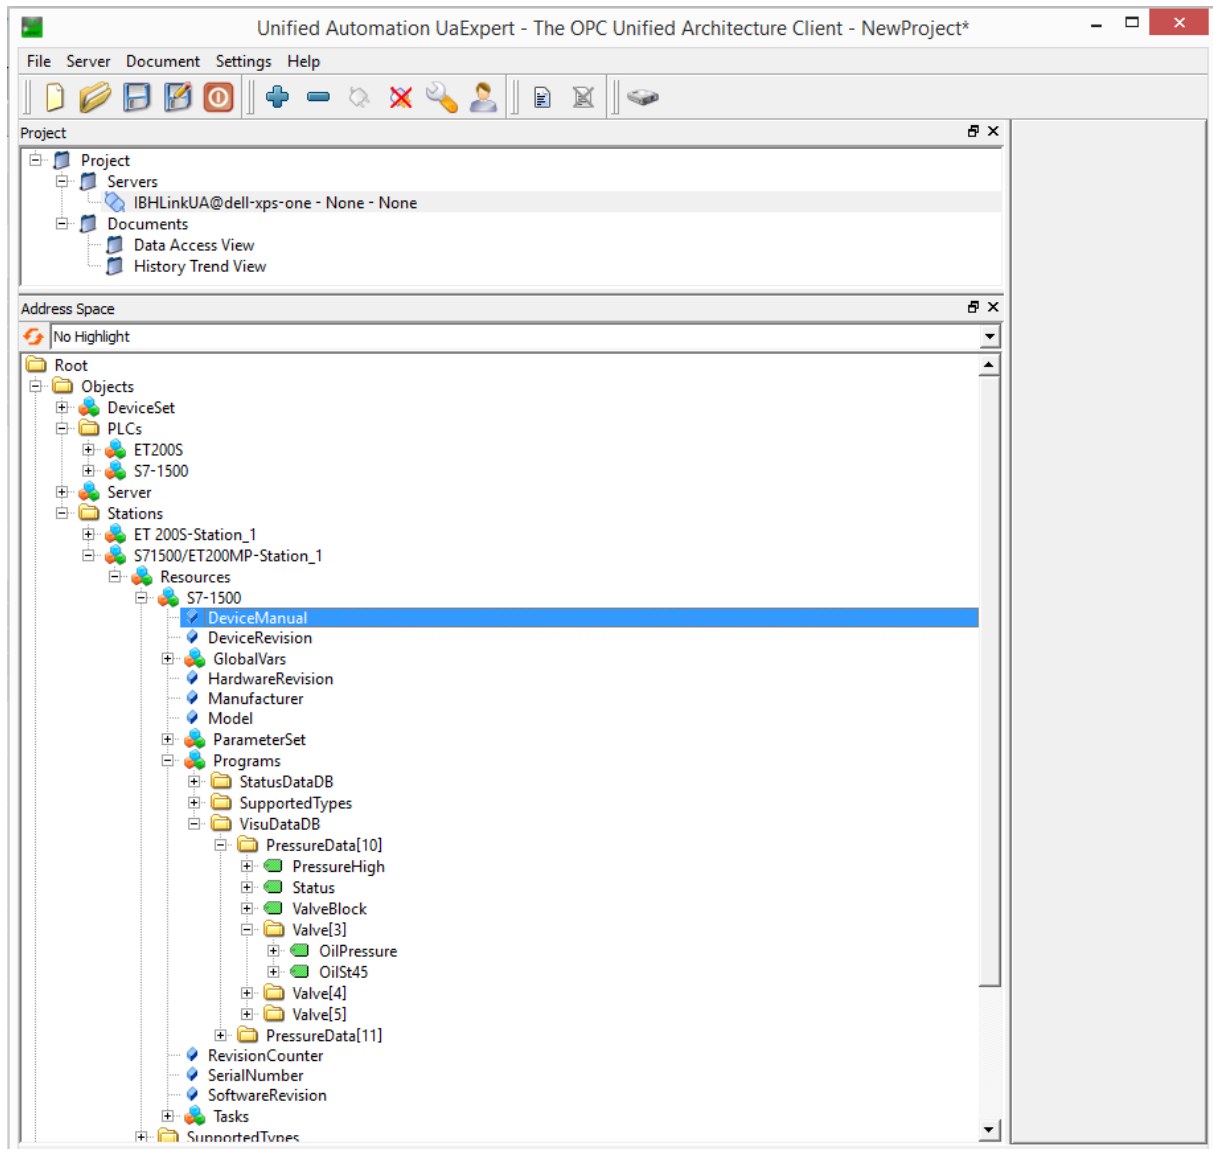 Unified Automation UaExpert - The OPC Unified Architecture Client - NewProject*
File Server Document Settings Help
Project
Project
Servers
IBHLinkUA@dell-xps-one - None - None
Documents
Data Access View
History Trend View
Address Space
No Highlight
Root
Objects
DeviceSet
PLCs
ET200S
S7-1500
Server
Stations
ET 200S-Station_1
S71500/ET200MP-Station_1
Resources
S7-1500
DeviceManual
DeviceRevision
GlobalVars
HardwareRevision
Manufacturer
Model
ParameterSet
Programs
StatusDataDB
SupportedTypes
VisuDataDB
PressureData[10]
PressureHigh
Status
ValveBlock
Valve[3]
OilPressure
OilSt45
Valve[4]
Valve[5]
PressureData[11]
RevisionCounter
SerialNumber
SoftwareRevision
Tasks
SupportedTypes